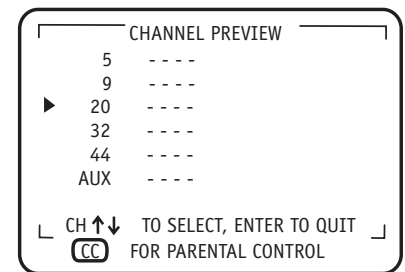 CHANNEL PREVIEW
5 - - - -
9 - - - -
20 - - - -
32 - - - -
44 - - - -
AUX - - - -
CH ↑↓ TO SELECT, ENTER TO QUIT
CC FOR PARENTAL CONTROL